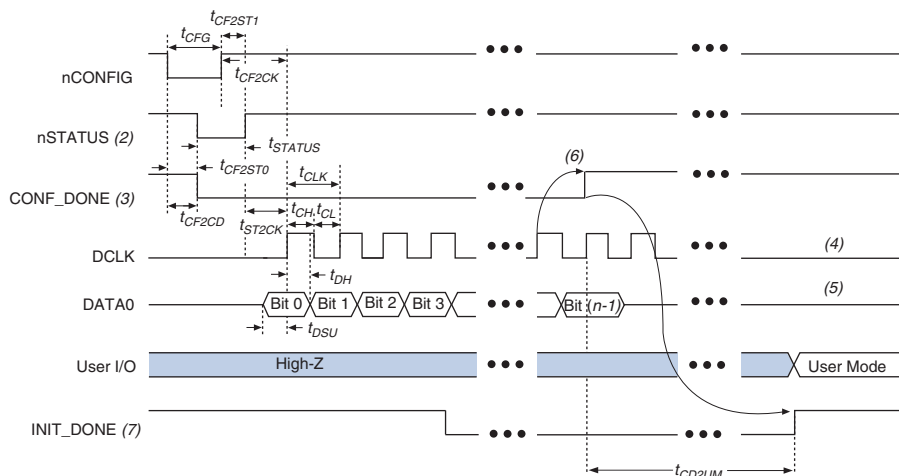 tCF2ST1
tCFG
nCONFIG
tCF2CK
nSTATUS (2)
tSTATUS
tCF2ST0
tCLK
(6)
CONF_DONE (3)
tCF2CD
tCH
tCL
tST2CK
DCLK
(4)
tDH
DATA0
Bit 0
Bit 1
Bit 2
Bit 3
Bit (n-1)
(5)
tDSU
User I/O
High-Z
User Mode
INIT_DONE (7)
tCD2UM